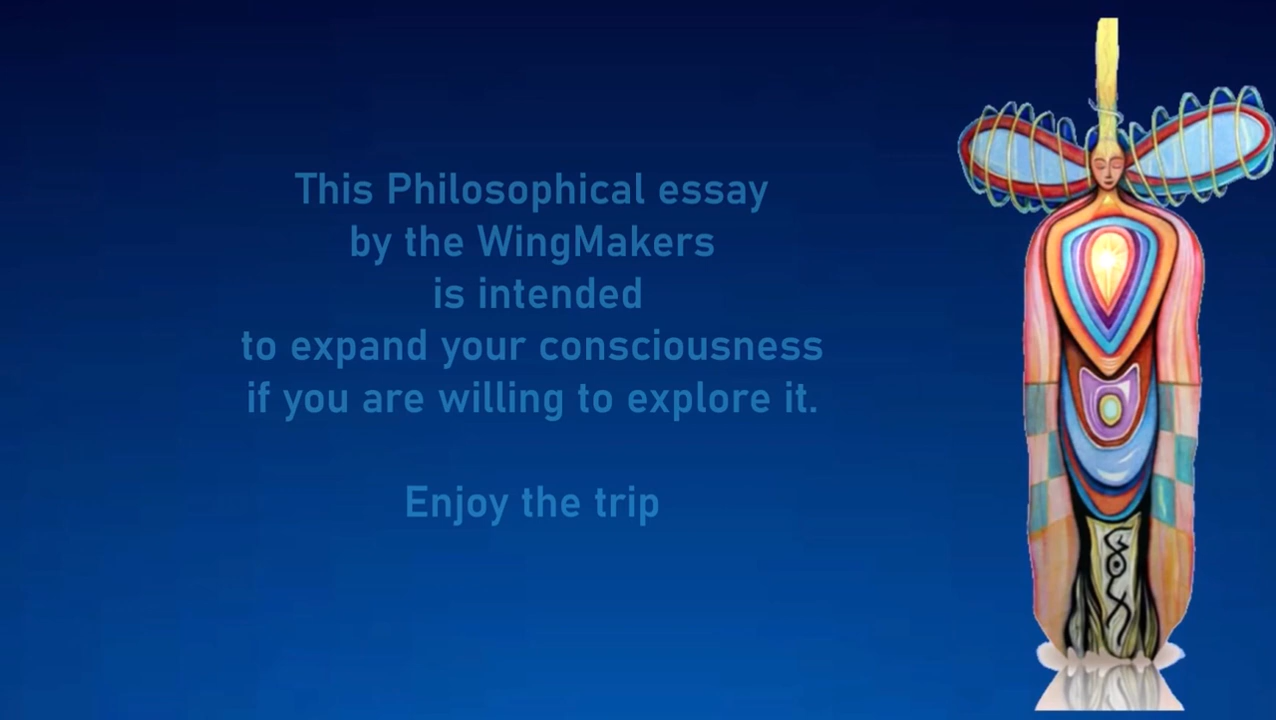 This Philosophical essay
by the WingMakers
is intended
to expand your consciousness
if you are willing to explore it.
Enjoy the trip